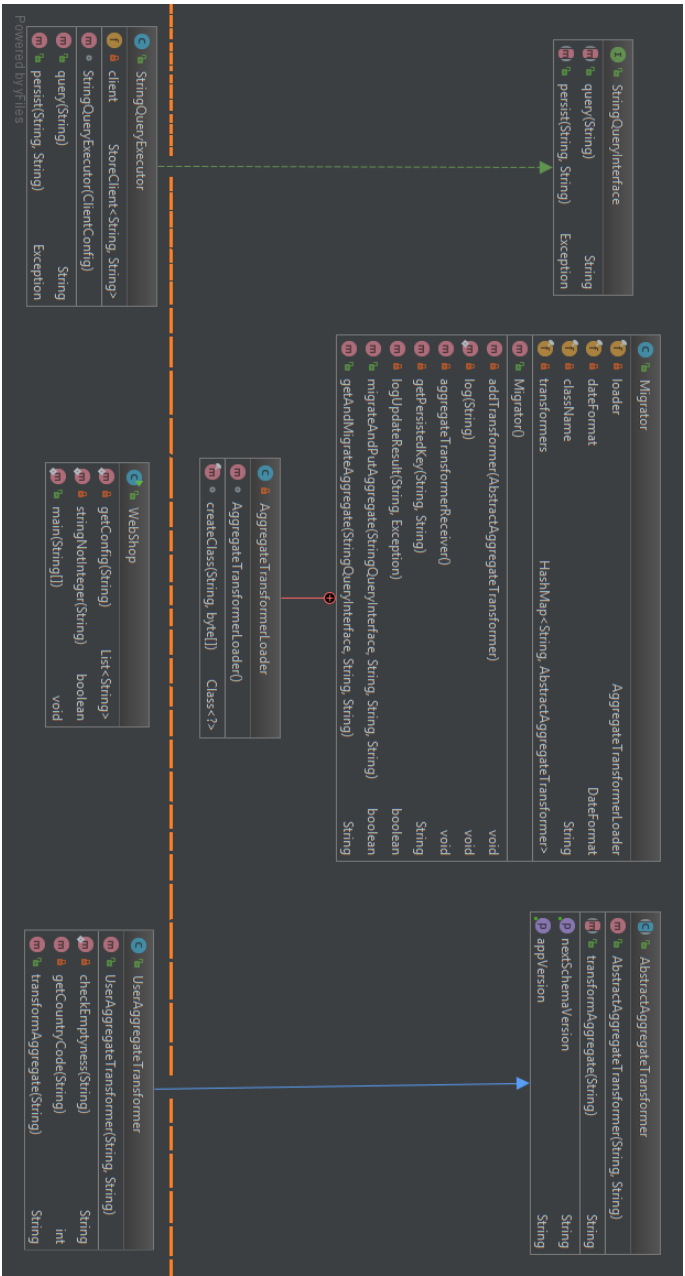 StringQueryInterface
query(String) String
persist(String, String) Exception
Migrator
loader AggregateTransformerLoader
dateFormat DateFormat
className String
transformers HashMap<String, AbstractAggregateTransformer>
Migrator()
addTransformer(AbstractAggregateTransformer) void
log(String) void
aggregateTransformerReceiver() void
getPersistedKey(String, String) String
logUpdateResult(String, Exception) boolean
migrateAndPutAggregate(StringQueryInterface, String, String, String) boolean
getAndMigrateAggregate(StringQueryInterface, String, String) String
AbstractAggregateTransformer
AbstractAggregateTransformer(String, String)
transformAggregate(String) String
nextSchemaVersion String
appVersion String
AggregateTransformerLoader
AggregateTransformerLoader()
createClass(String, byte[]) Class<?>
StringQueryExecutor
client StoreClient<String, String>
StringQueryExecutor(ClientConfig)
query(String) String
persist(String, String) Exception
WebShop
getConfig(String) List<String>
stringNotInteger(String) boolean
main(String[]) void
UserAggregateTransformer
UserAggregateTransformer(String, String)
checkEmptyness(String) String
getCountryCode(String) int
transformAggregate(String) String
Powered by yFiles